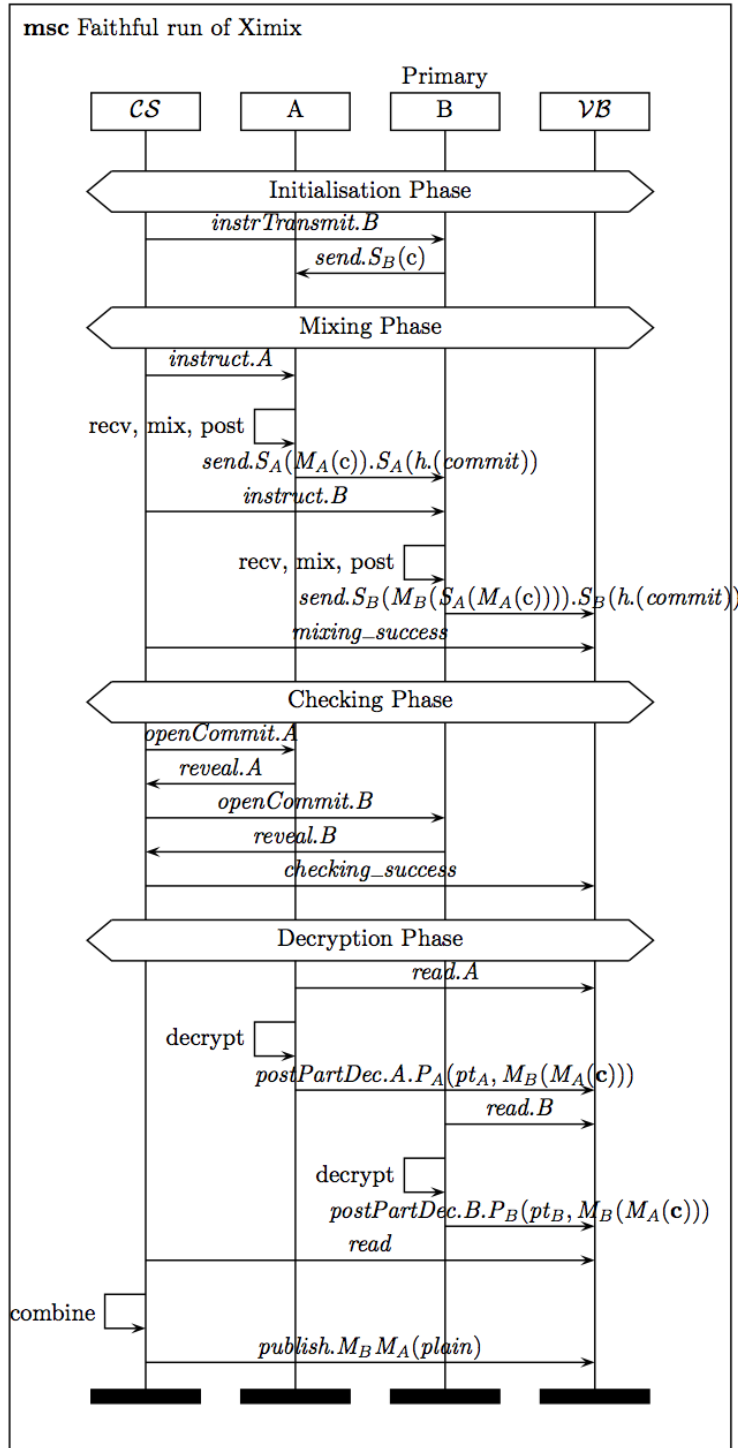 msc Faithful run of Ximix
Primary
CS A B VB
Initialisation Phase
instrTransmit.B
send.S_B(c)
Mixing Phase
instruct.A
recv, mix, post
send.S_A(M_A(c)).S_A(h.(commit))
instruct.B
recv, mix, post
send.S_B(M_B(S_A(M_A(c)))).S_B(h.(commit))
mixing_success
Checking Phase
openCommit.A
reveal.A
openCommit.B
reveal.B
checking_success
Decryption Phase
read.A
decrypt
postPartDec.A.P_A(pt_A, M_B(M_A(c)))
read.B
decrypt
postPartDec.B.P_B(pt_B, M_B(M_A(c)))
read
combine
publish.M_B M_A(plain)